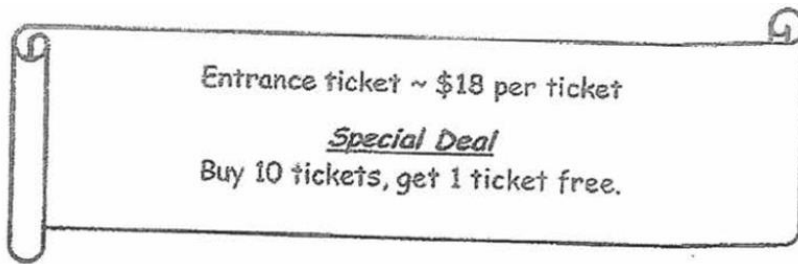 Entrance ticket ~ $18 per ticket
Special Deal
Buy 10 tickets, get 1 ticket free.